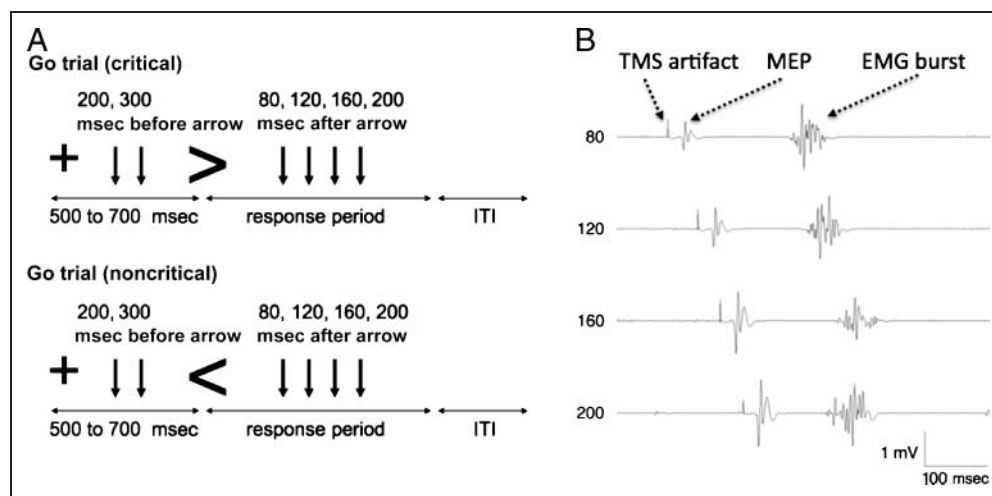 A
Go trial (critical)
200, 300
msec before arrow
80, 120, 160, 200
msec after arrow
+ >
500 to 700 msec
response period
ITI
Go trial (noncritical)
200, 300
msec before arrow
80, 120, 160, 200
msec after arrow
+ <
500 to 700 msec
response period
ITI
B
TMS artifact
MEP
EMG burst
80
120
160
200
1 mV
100 msec